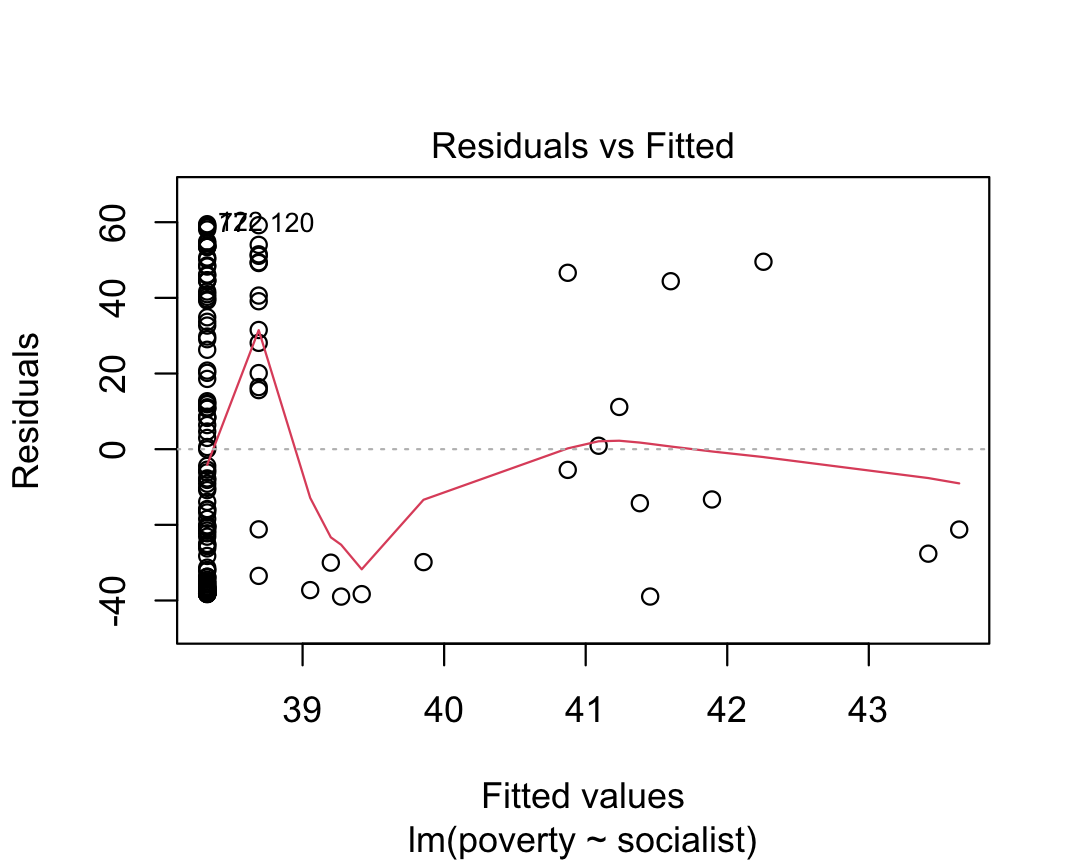 Residuals vs Fitted
Residuals
60
40
20
0
-40
120
39 40 41 42 43
Fitted values
lm(poverty ~ socialist)